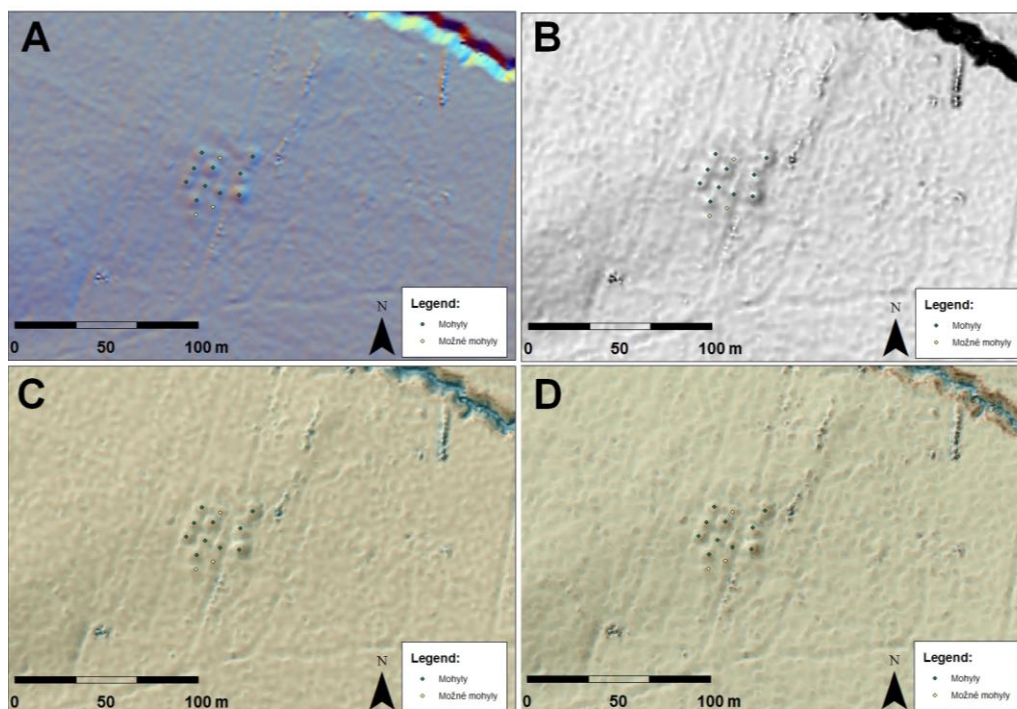 A
N
Legend:
Mohyly
Možné mohyly
0 50 100 m
B
N
Legend:
Mohyly
Možné mohyly
0 50 100 m
C
N
Legend:
Mohyly
Možné mohyly
0 50 100 m
D
N
Legend:
Mohyly
Možné mohyly
0 50 100 m